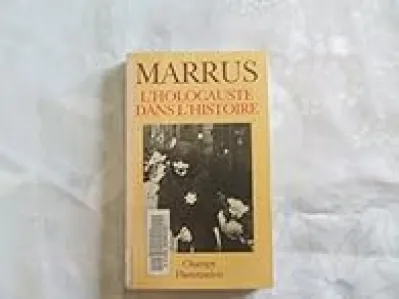 MARRUS
L'HOLOCAUSTE
DANS L'HISTOIRE
Champs
Flammarion